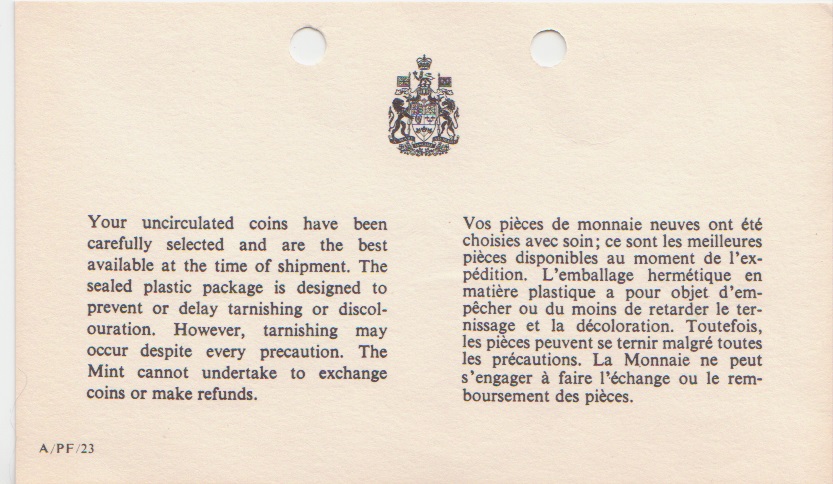 Your uncirculated coins have been
carefully selected and are the best
available at the time of shipment. The
sealed plastic package is designed to
prevent or delay tarnishing or discol-
ouration. However, tarnishing may
occur despite every precaution. The
Mint cannot undertake to exchange
coins or make refunds.
Vos pièces de monnaie neuves ont été
choisies avec soin; ce sont les meilleures
pièces disponibles au moment de l'ex-
pédition. L'emballage hermétique en
matière plastique a pour objet d'em-
pêcher ou du moins de retarder le ter-
nissage et la décoloration. Toutefois,
les pièces peuvent se ternir malgré toutes
les précautions. La Monnaie ne peut
s'engager à faire l'échange ou le rem-
boursement des pièces.
A/PF/23